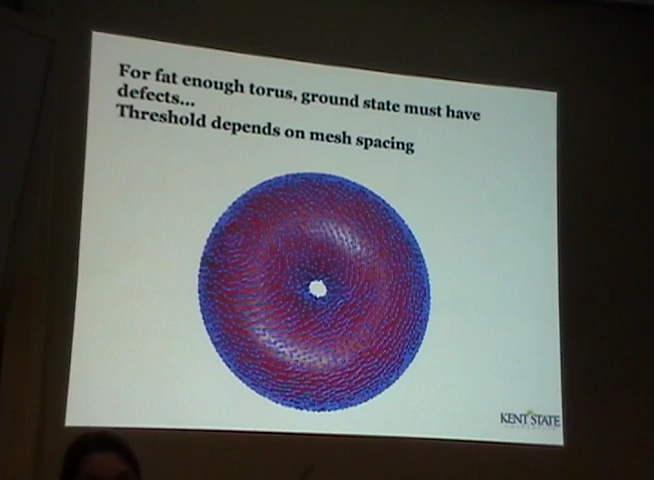 For fat enough torus, ground state must have
defects...
Threshold depends on mesh spacing
KENT STATE